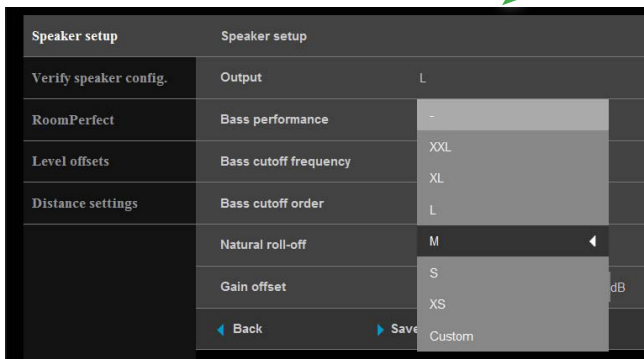 Speaker setup
Speaker setup
Verify speaker config.
Output
L
RoomPerfect
Bass performance
-
Level offsets
Bass cutoff frequency
XXL
XL
Distance settings
Bass cutoff order
L
Natural roll-off
M
Gain offset
S
dB
XS
Back
Save
Custom